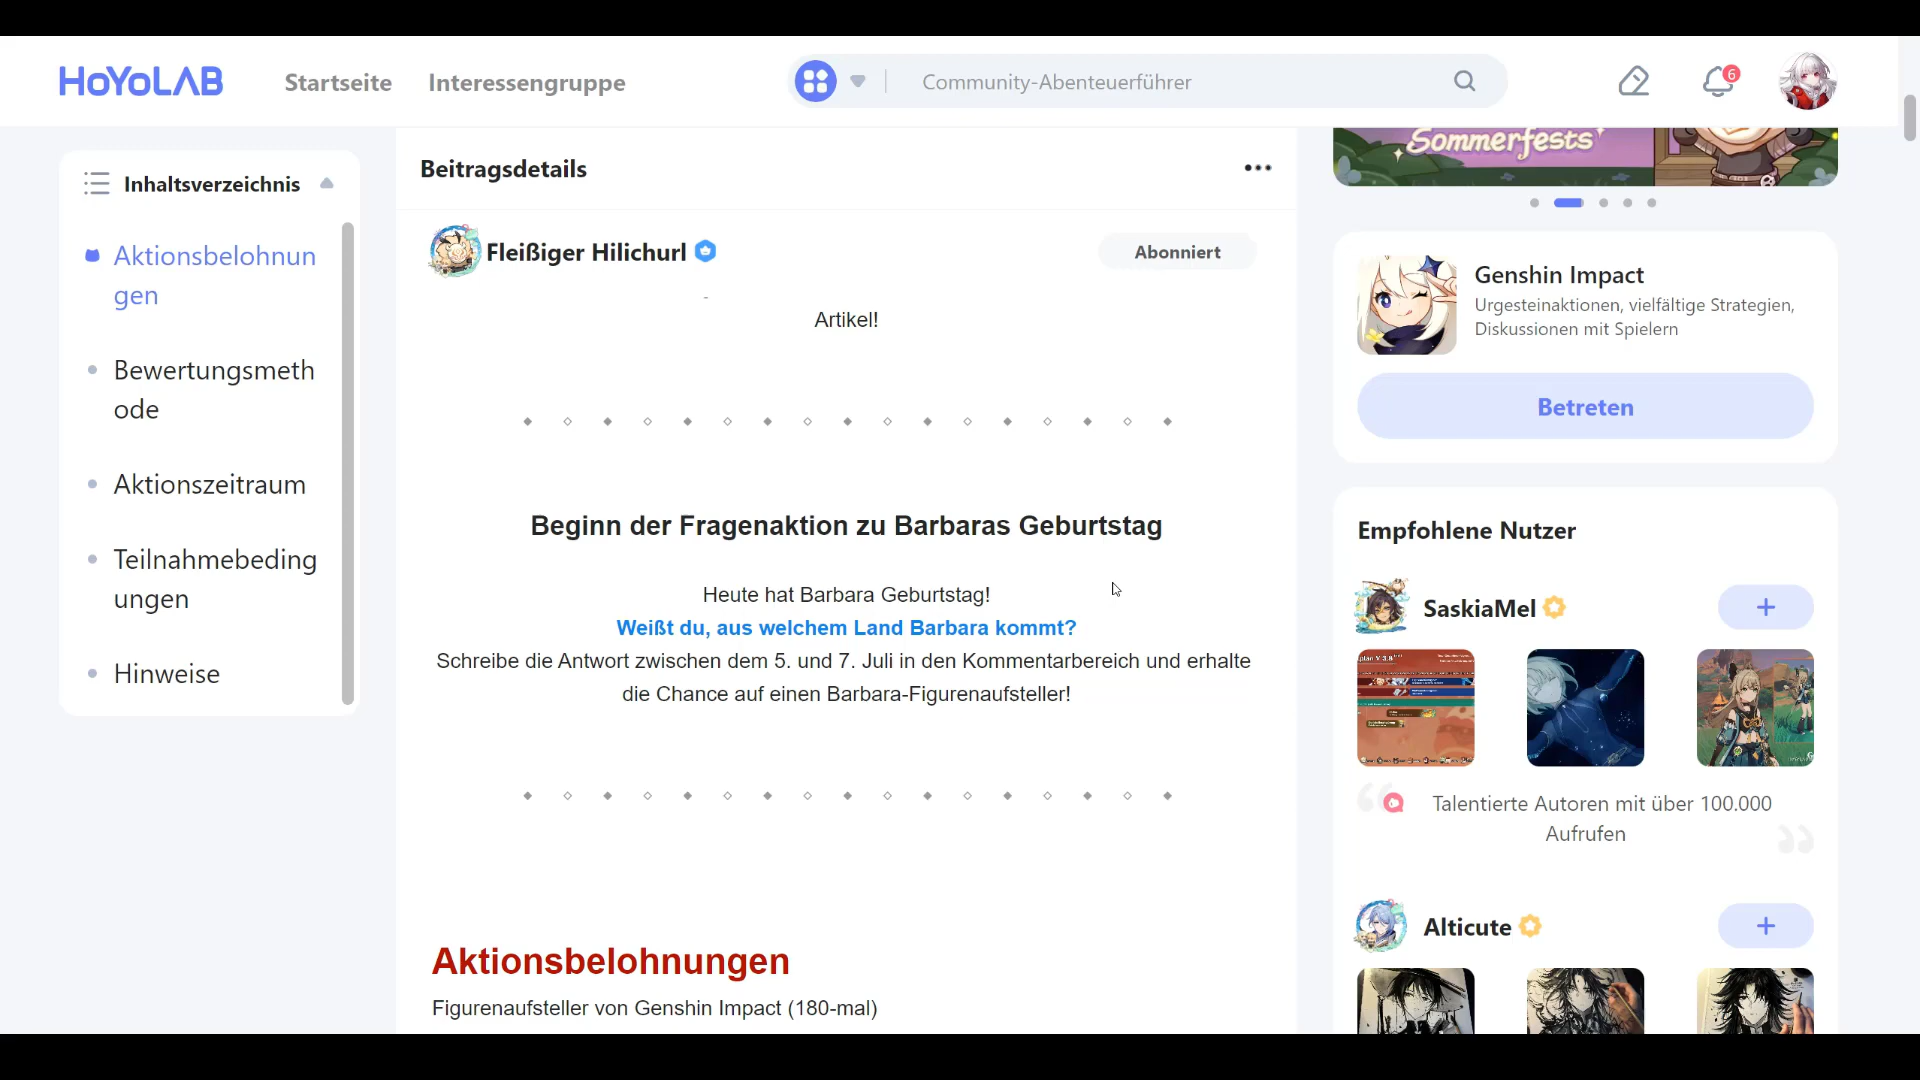 HoYoLAB
Startseite
Interessengruppe
Community-Abenteuerführer
6
Inhaltsverzeichnis
Aktionsbelohnun
gen
Bewertungsmeth
ode
Aktionszeitraum
Teilnahmebeding
ungen
Hinweise
Beitragsdetails
Fleißiger Hilichurl
Abonniert
Artikel!
Beginn der Fragenaktion zu Barbaras Geburtstag
Heute hat Barbara Geburtstag!
Weißt du, aus welchem Land Barbara kommt?
Schreibe die Antwort zwischen dem 5. und 7. Juli in den Kommentarbereich und erhalte
die Chance auf einen Barbara-Figurenaufsteller!
Aktionsbelohnungen
Figurenaufsteller von Genshin Impact (180-mal)
Sommerfests
Genshin Impact
Urgesteinaktionen, vielfältige Strategien,
Diskussionen mit Spielern
Betreten
Empfohlene Nutzer
SaskiaMel
Talentierte Autoren mit über 100.000
Aufrufen
Alticute